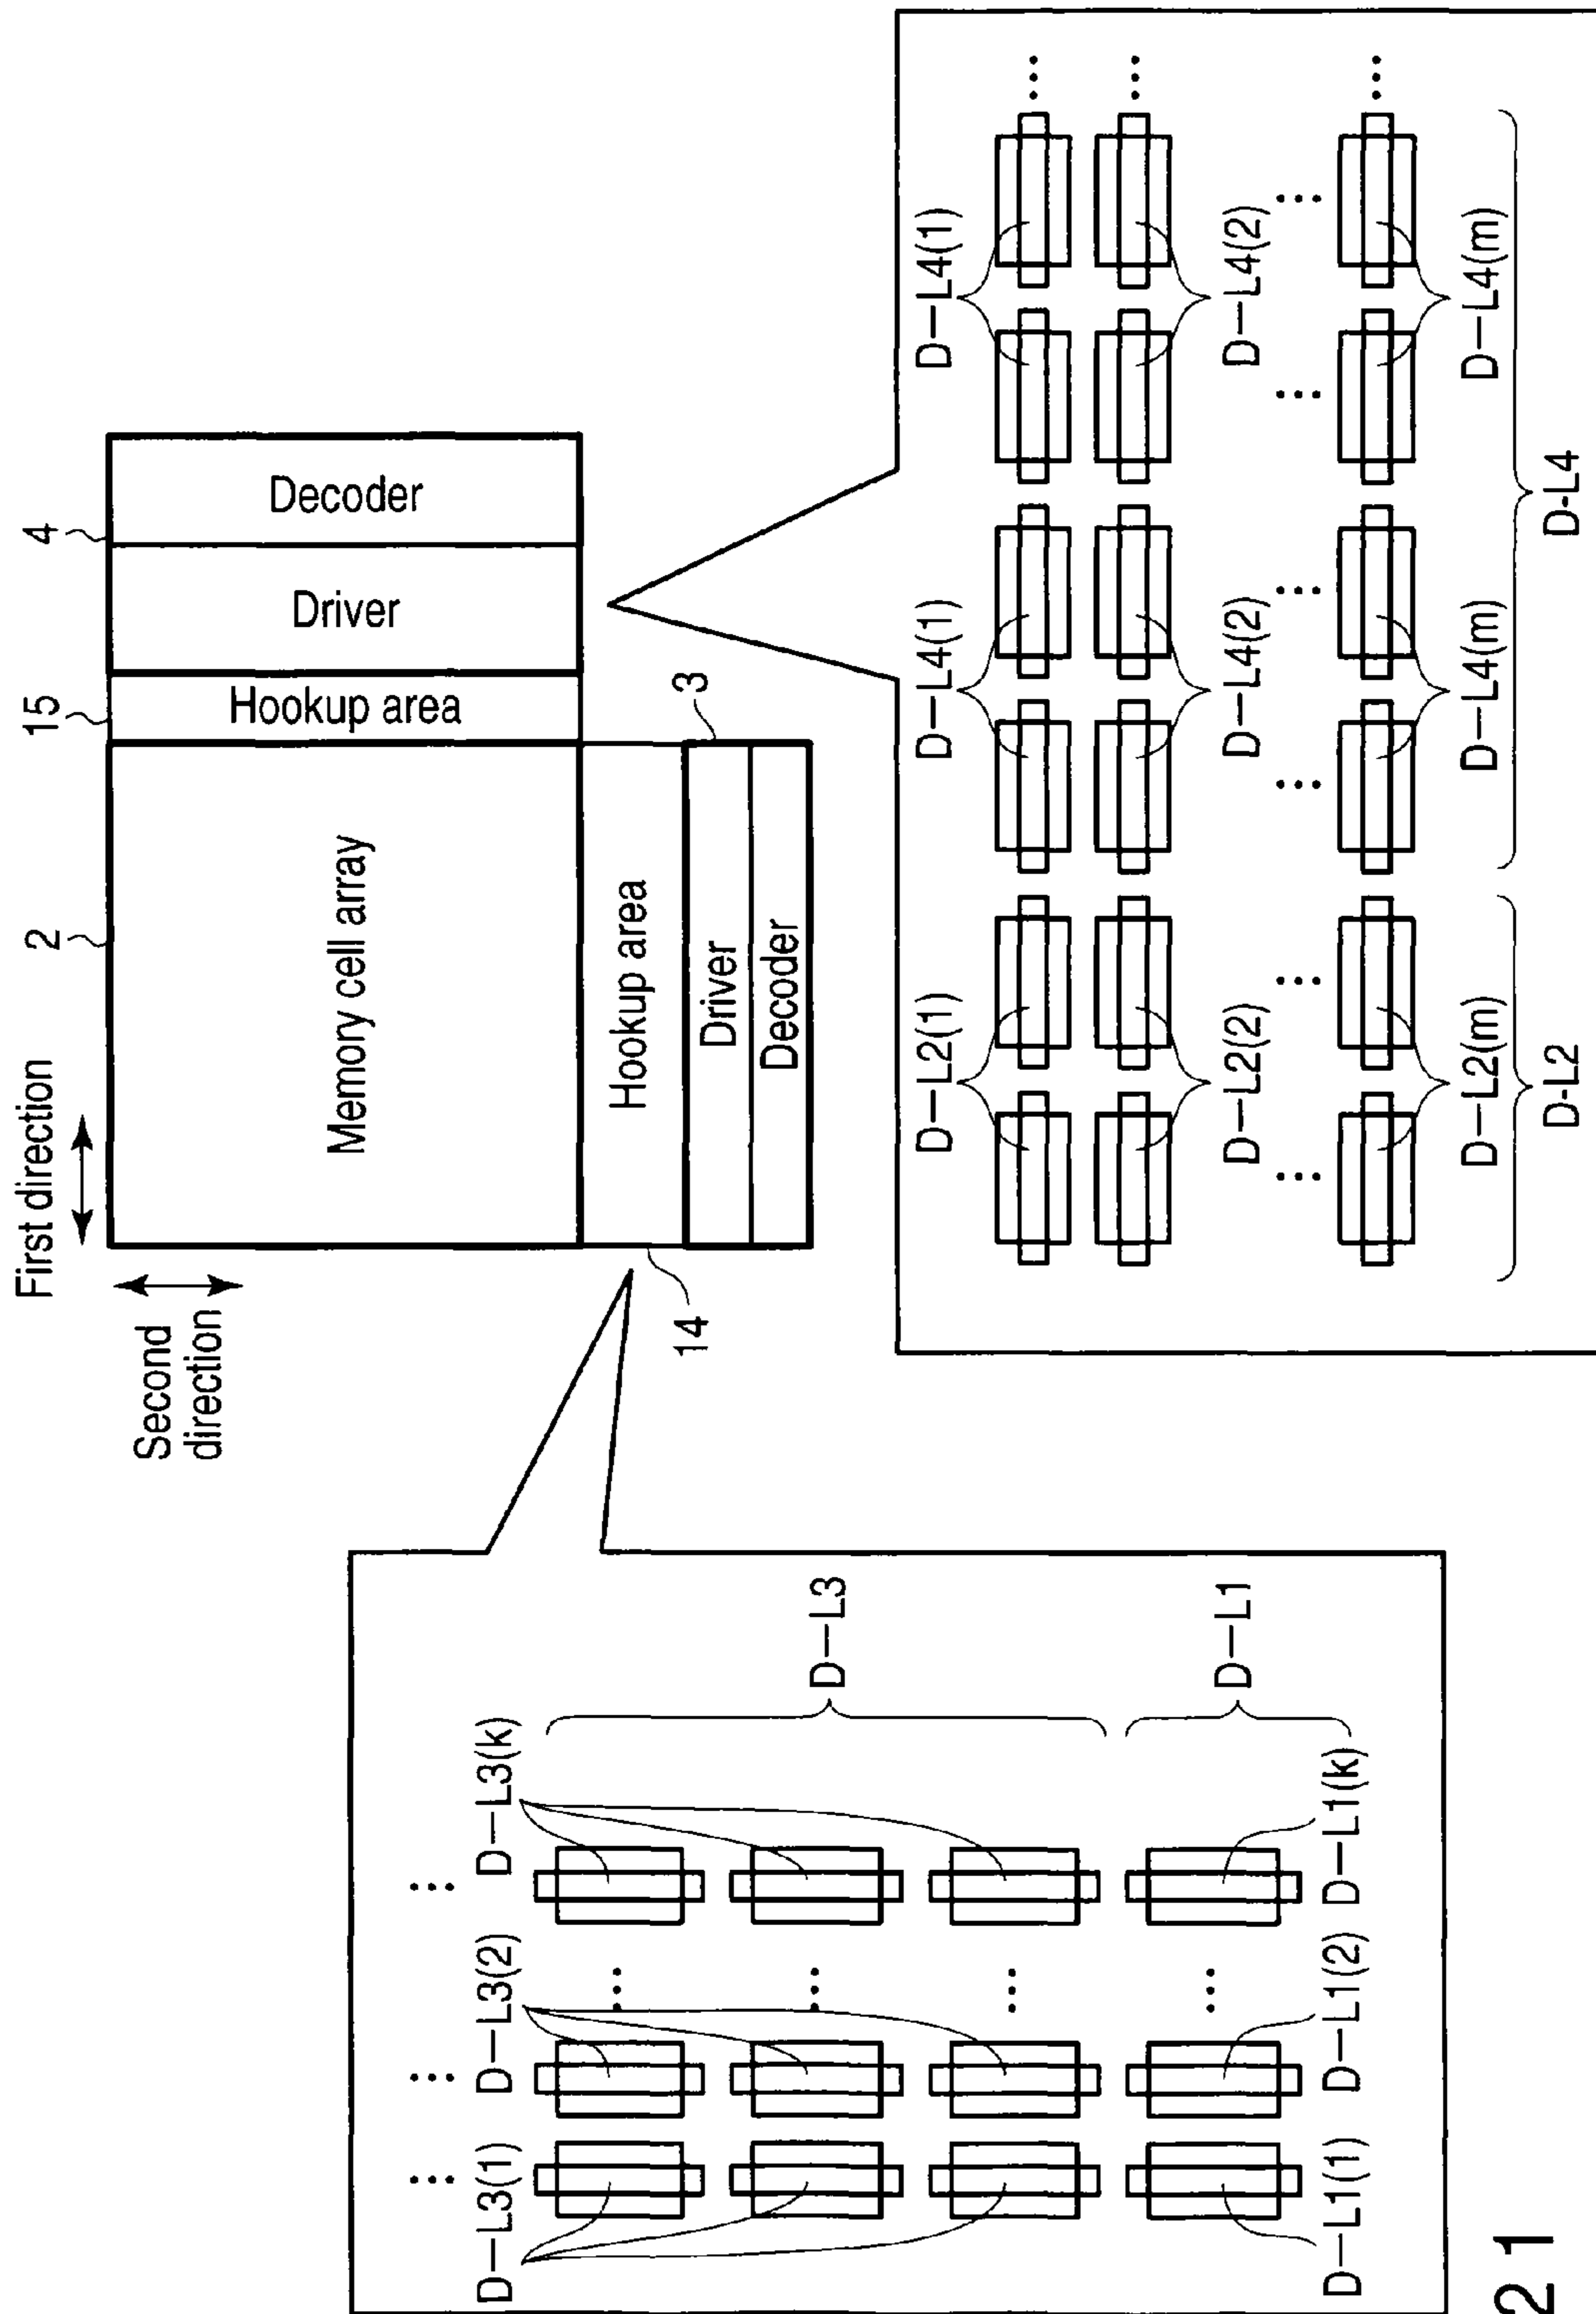 First direction
Second
direction
2
15
4
Memory cell array
Hookup area
Driver
Decoder
Hookup area
Driver
Decoder
3
14
D—L3(1)
D—L3(2)
D—L3(k)
D—L3
D—L1
D—L1(1)
D—L1(2)
D—L1(k)
D—L2(1)
D—L4(1)
D—L4(1)
D—L2(2)
D—L4(2)
D—L4(2)
D—L2(m)
D—L4(m)
D—L4(m)
D-L2
D-L4
21